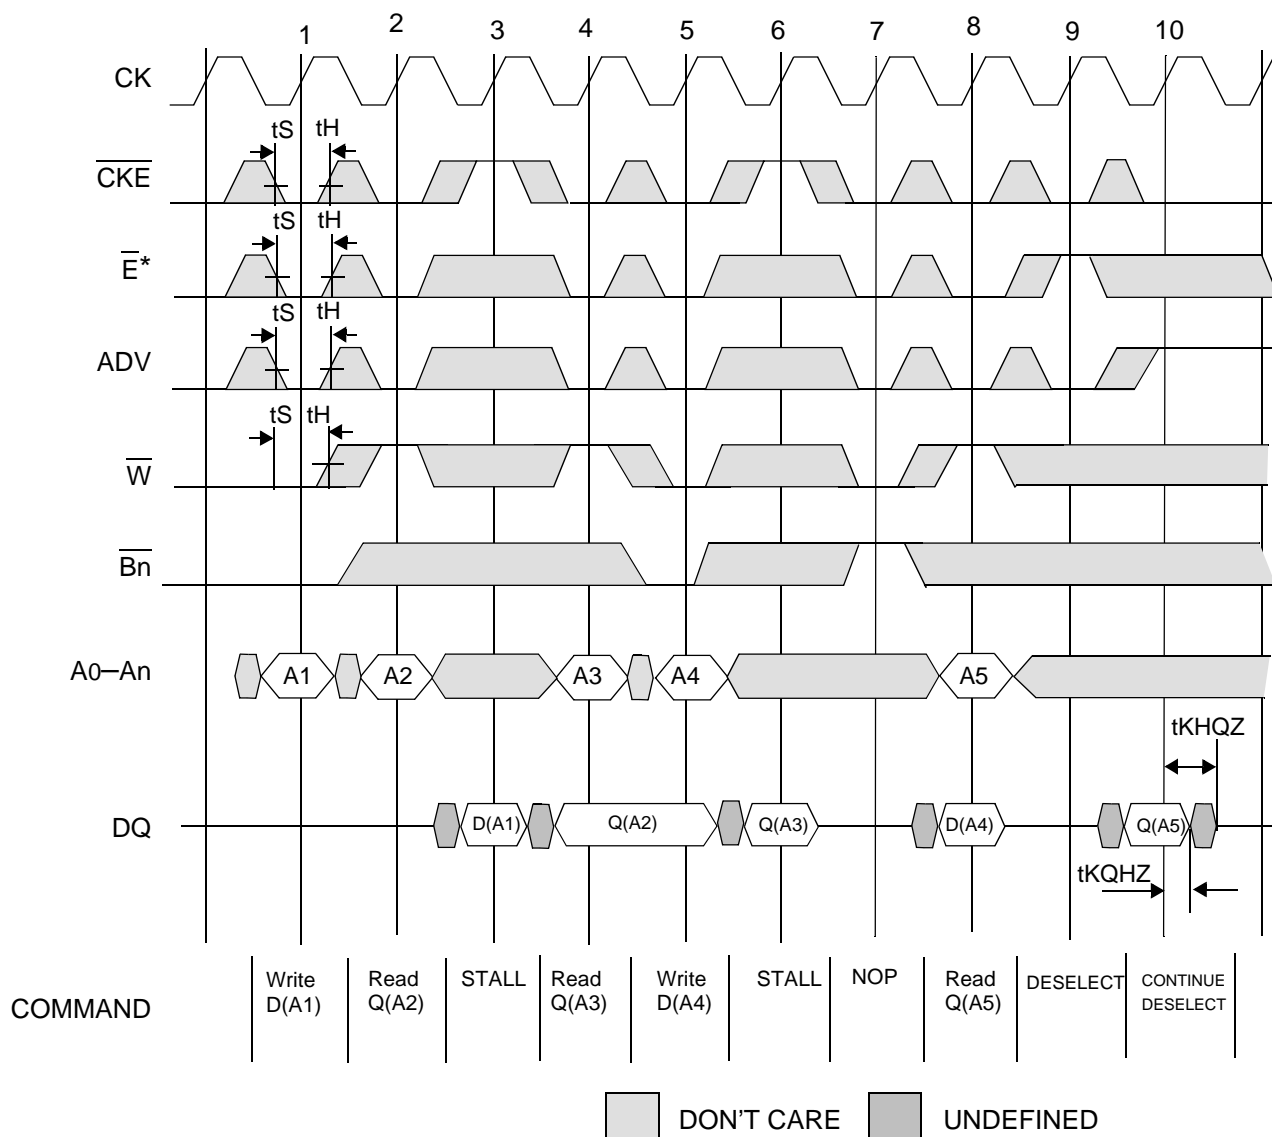 1 2 3 4 5 6 7 8 9 10
CK
tS tH
CKE
tS tH
E*
tS tH
ADV
tS tH
W
Bn
A0–An A1 A2 A3 A4 A5
tKHQZ
DQ D(A1) Q(A2) Q(A3) D(A4) Q(A5)
tKQHZ
COMMAND
Write
D(A1)
Read
Q(A2)
STALL
Read
Q(A3)
Write
D(A4)
STALL
NOP
Read
Q(A5)
DESELECT
CONTINUE
DESELECT
DON'T CARE
UNDEFINED